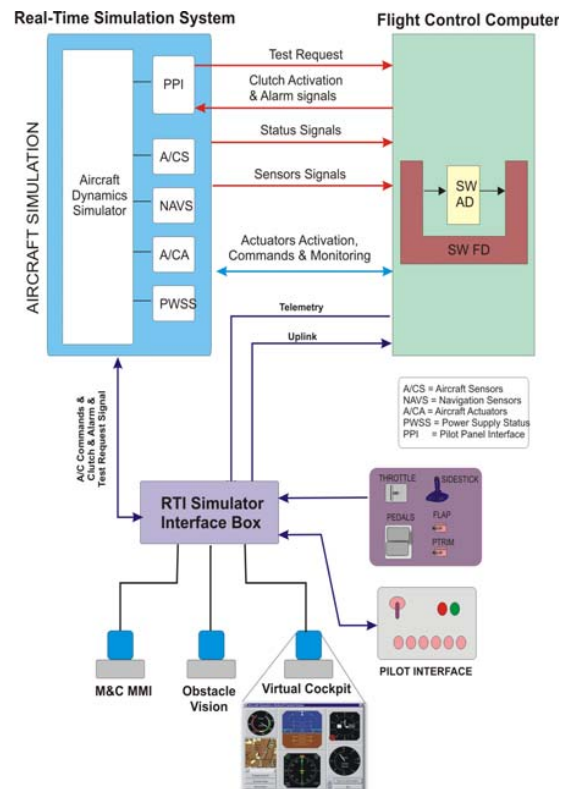 Real-Time Simulation System
Flight Control Computer
AIRCRAFT SIMULATION
Aircraft
Dynamics
Simulator
PPI
A/CS
NAVS
A/CA
PWSS
Test Request
Clutch Activation
& Alarm signals
Status Signals
Sensors Signals
Actuators Activation,
Commands & Monitoring
Telemetry
Uplink
SW
AD
SW FD
A/CS = Aircraft Sensors
NAVS = Navigation Sensors
A/CA = Aircraft Actuators
PWSS = Power Supply Status
PPI = Pilot Panel Interface
A/C Commands &
Clutch & Alarm &
Test Request Signal
RTI Simulator
Interface Box
THROTTLE
SIDESTICK
PEDALS
FLAP
PTRIM
PILOT INTERFACE
M&C MMI
Obstacle
Vision
Virtual Cockpit